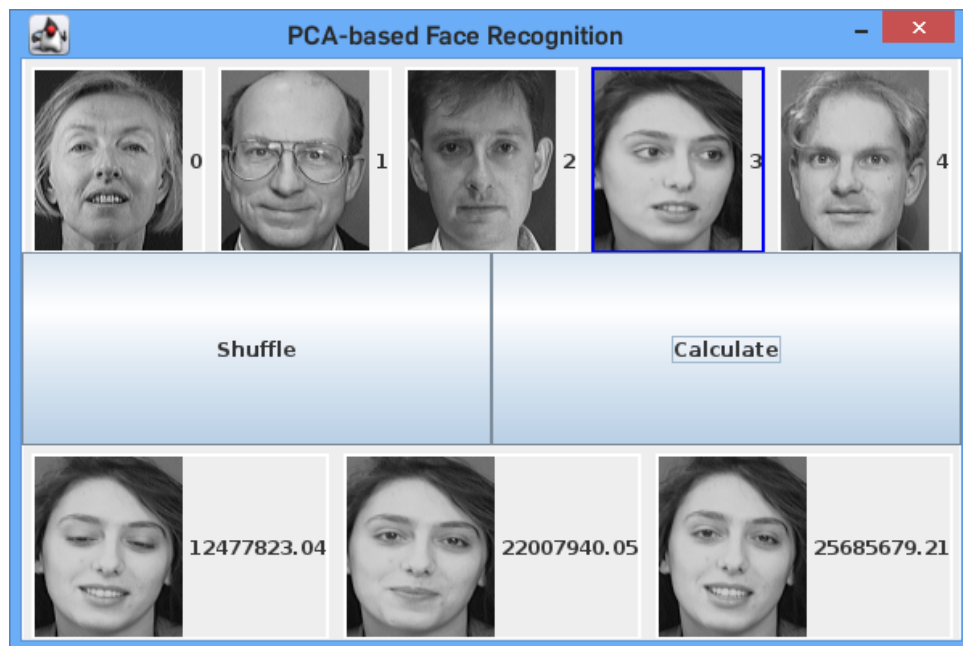 PCA-based Face Recognition
0
1
2
3
4
Shuffle
Calculate
12477823.04
22007940.05
25685679.21